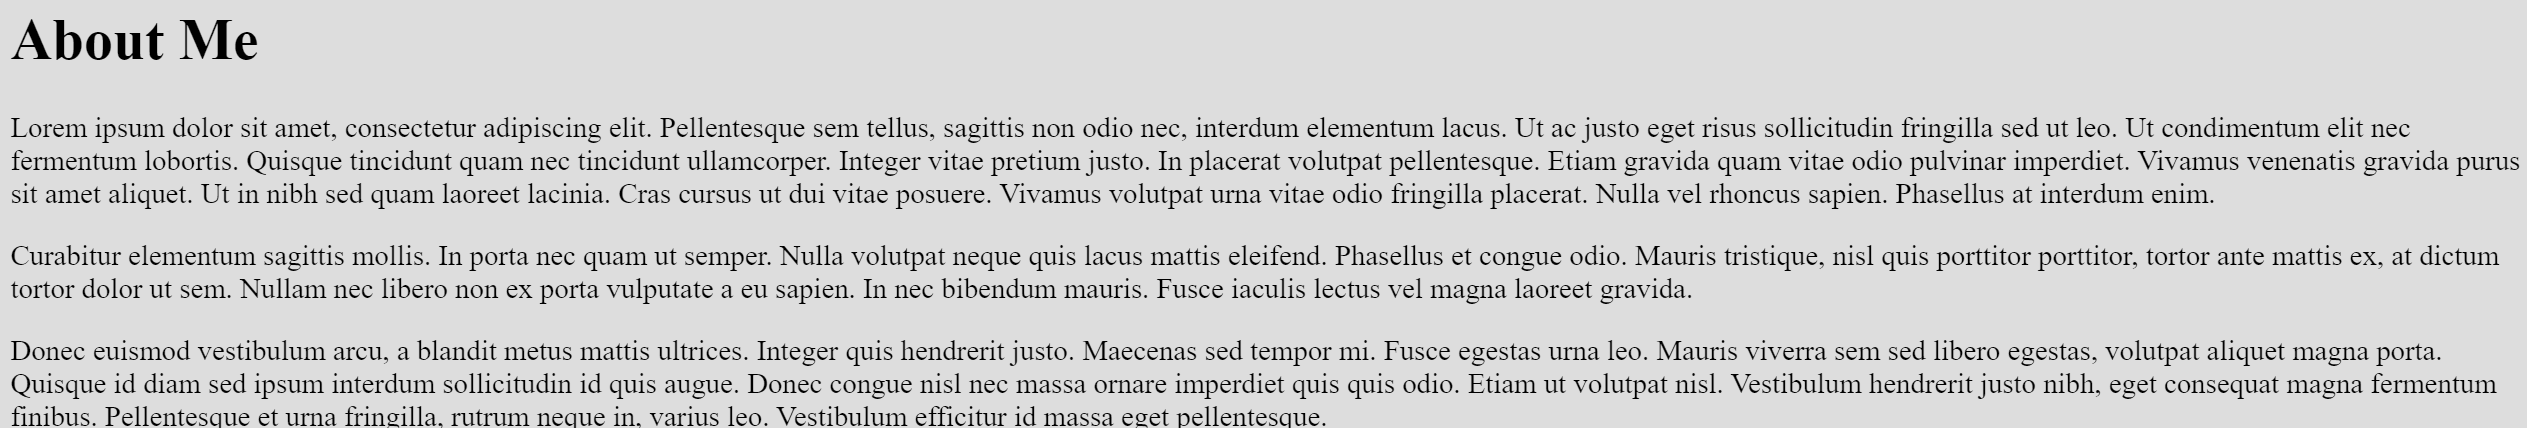 About Me
Lorem ipsum dolor sit amet, consectetur adipiscing elit. Pellentesque sem tellus, sagittis non odio nec, interdum elementum lacus. Ut ac justo eget risus sollicitudin fringilla sed ut leo. Ut condimentum elit nec
fermentum lobortis. Quisque tincidunt quam nec tincidunt ullamcorper. Integer vitae pretium justo. In placerat volutpat pellentesque. Etiam gravida quam vitae odio pulvinar imperdiet. Vivamus venenatis gravida purus
sit amet aliquet. Ut in nibh sed quam laoreet lacinia. Cras cursus ut dui vitae posuere. Vivamus volutpat urna vitae odio fringilla placerat. Nulla vel rhoncus sapien. Phasellus at interdum enim.
Curabitur elementum sagittis mollis. In porta nec quam ut semper. Nulla volutpat neque quis lacus mattis eleifend. Phasellus et congue odio. Mauris tristique, nisl quis porttitor porttitor, tortor ante mattis ex, at dictum
tortor dolor ut sem. Nullam nec libero non ex porta vulputate a eu sapien. In nec bibendum mauris. Fusce iaculis lectus vel magna laoreet gravida.
Donec euismod vestibulum arcu, a blandit metus mattis ultrices. Integer quis hendrerit justo. Maecenas sed tempor mi. Fusce egestas urna leo. Mauris viverra sem sed libero egestas, volutpat aliquet magna porta.
Quisque id diam sed ipsum interdum sollicitudin id quis augue. Donec congue nisl nec massa ornare imperdiet quis quis odio. Etiam ut volutpat nisl. Vestibulum hendrerit justo nibh, eget consequat magna fermentum
finibus. Pellentesque et urna fringilla, rutrum neque in, varius leo. Vestibulum efficitur id massa eget pellentesque.